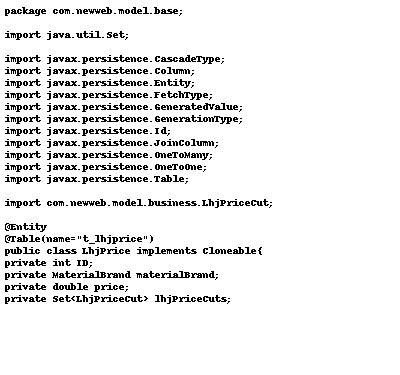 package com.newweb.model.base;
import java.util.Set;
import javax.persistence.CascadeType;
import javax.persistence.Column;
import javax.persistence.Entity;
import javax.persistence.FetchType;
import javax.persistence.GeneratedValue;
import javax.persistence.GenerationType;
import javax.persistence.Id;
import javax.persistence.JoinColumn;
import javax.persistence.OneToMany;
import javax.persistence.OneToOne;
import javax.persistence.Table;
import com.newweb.model.business.LhjPriceCut;
@Entity
@Table(name="t_lhjprice")
public class LhjPrice implements Cloneable{
private int ID;
private MaterialBrand materialBrand;
private double price;
private Set<LhjPriceCut> lhjPriceCuts;